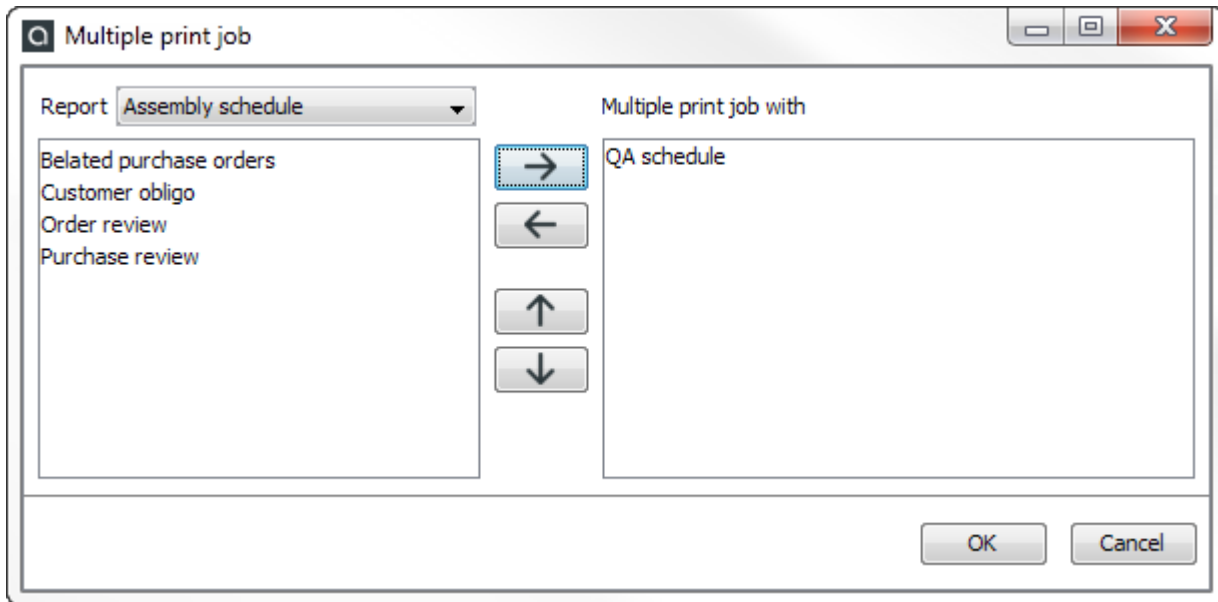 Multiple print job
Report Assembly schedule
Multiple print job with
Belated purchase orders
Customer obligo
Order review
Purchase review
QA schedule
OK
Cancel